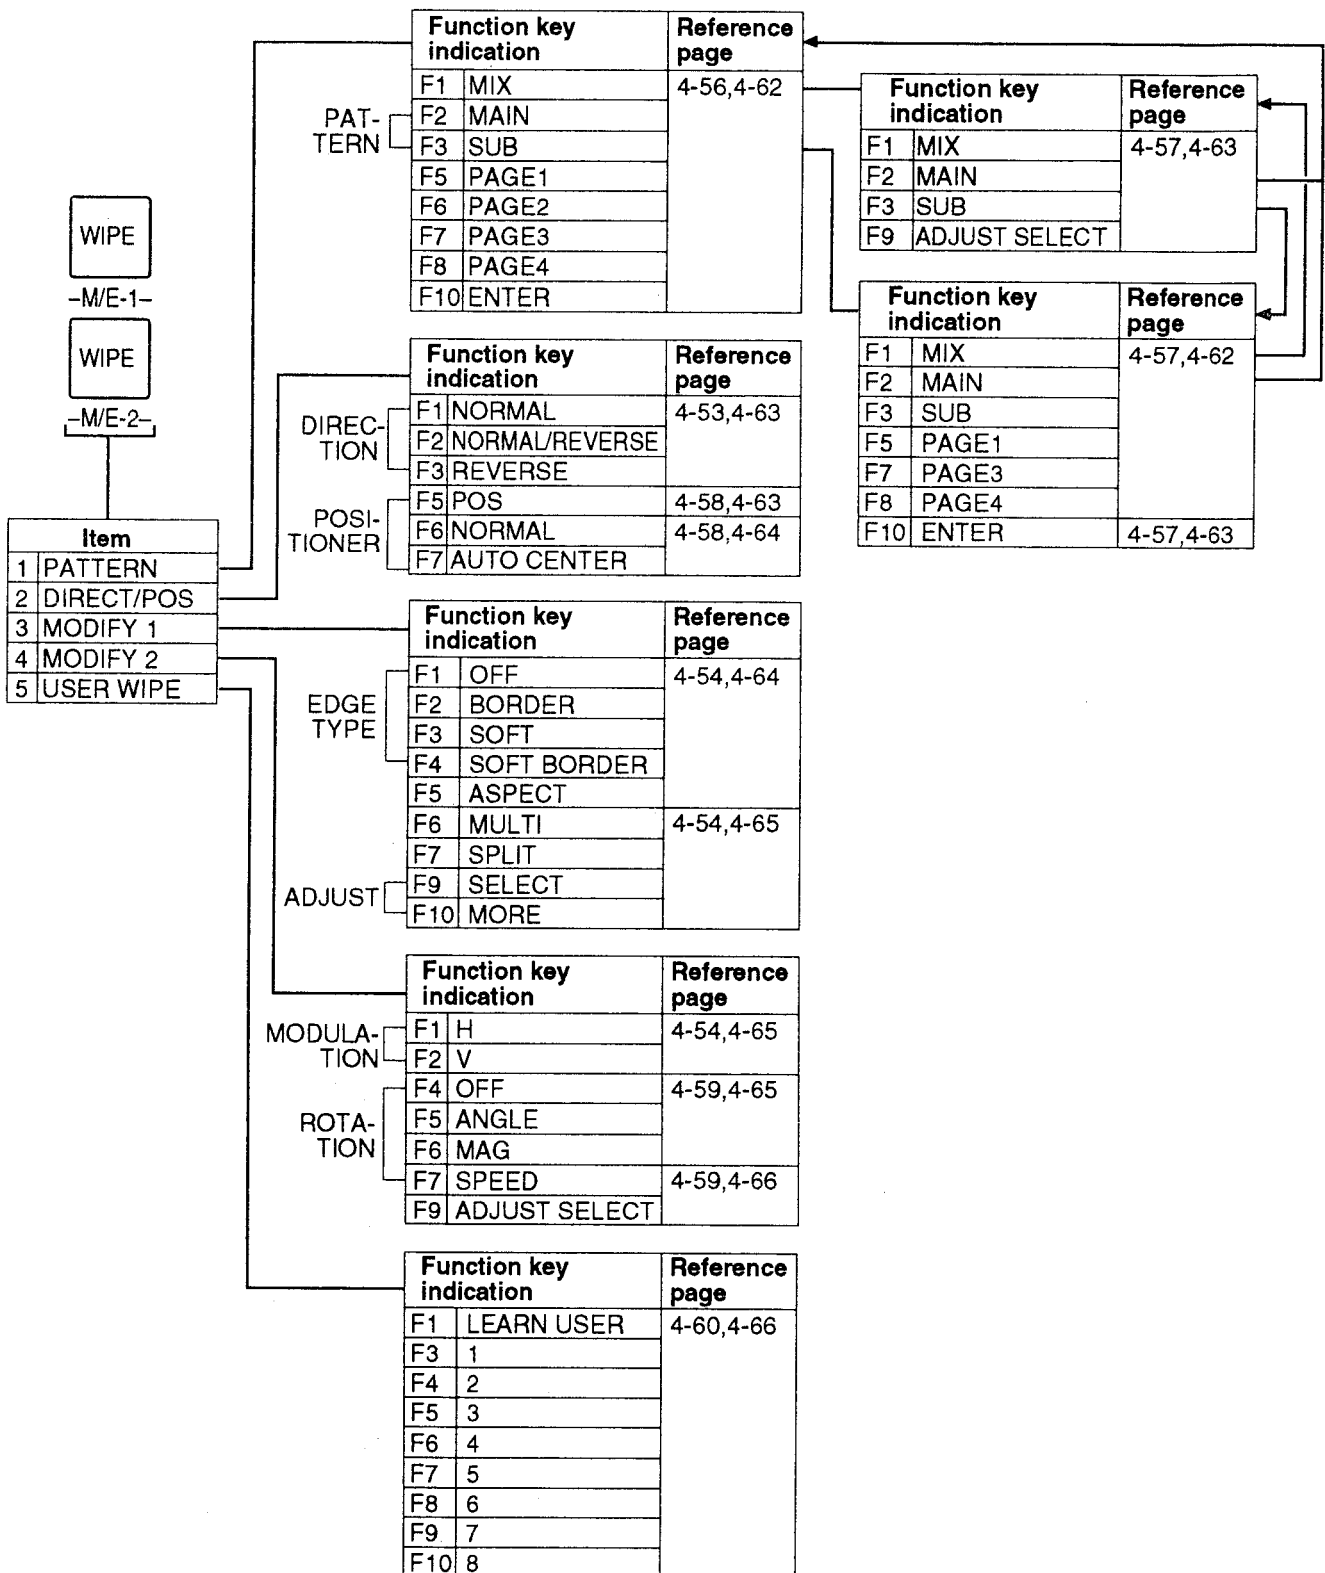 WIPE
–M/E-1–
WIPE
–M/E-2–
Item
1 PATTERN
2 DIRECT/POS
3 MODIFY 1
4 MODIFY 2
5 USER WIPE
PAT-
TERN
Function key Reference
indication page
F1 MIX 4-56,4-62
F2 MAIN
F3 SUB
F5 PAGE1
F6 PAGE2
F7 PAGE3
F8 PAGE4
F10 ENTER
Function key Reference
indication page
F1 MIX 4-57,4-63
F2 MAIN
F3 SUB
F9 ADJUST SELECT
Function key Reference
indication page
F1 MIX 4-57,4-62
F2 MAIN
F3 SUB
F5 PAGE1
F7 PAGE3
F8 PAGE4
F10 ENTER 4-57,4-63
DIREC-
TION
POSI-
TIONER
Function key Reference
indication page
F1 NORMAL 4-53,4-63
F2 NORMAL/REVERSE
F3 REVERSE
F5 POS 4-58,4-63
F6 NORMAL 4-58,4-64
F7 AUTO CENTER
EDGE
TYPE
ADJUST
Function key Reference
indication page
F1 OFF 4-54,4-64
F2 BORDER
F3 SOFT
F4 SOFT BORDER
F5 ASPECT
F6 MULTI 4-54,4-65
F7 SPLIT
F9 SELECT
F10 MORE
MODULA-
TION
ROTA-
TION
Function key Reference
indication page
F1 H 4-54,4-65
F2 V
F4 OFF 4-59,4-65
F5 ANGLE
F6 MAG
F7 SPEED 4-59,4-66
F9 ADJUST SELECT
Function key Reference
indication page
F1 LEARN USER 4-60,4-66
F3 1
F4 2
F5 3
F6 4
F7 5
F8 6
F9 7
F10 8